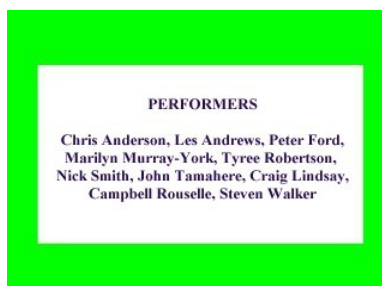 PERFORMERS
Chris Anderson, Les Andrews, Peter Ford,
Marilyn Murray-York, Tyree Robertson,
Nick Smith, John Tamahere, Craig Lindsay,
Campbell Rouselle, Steven Walker